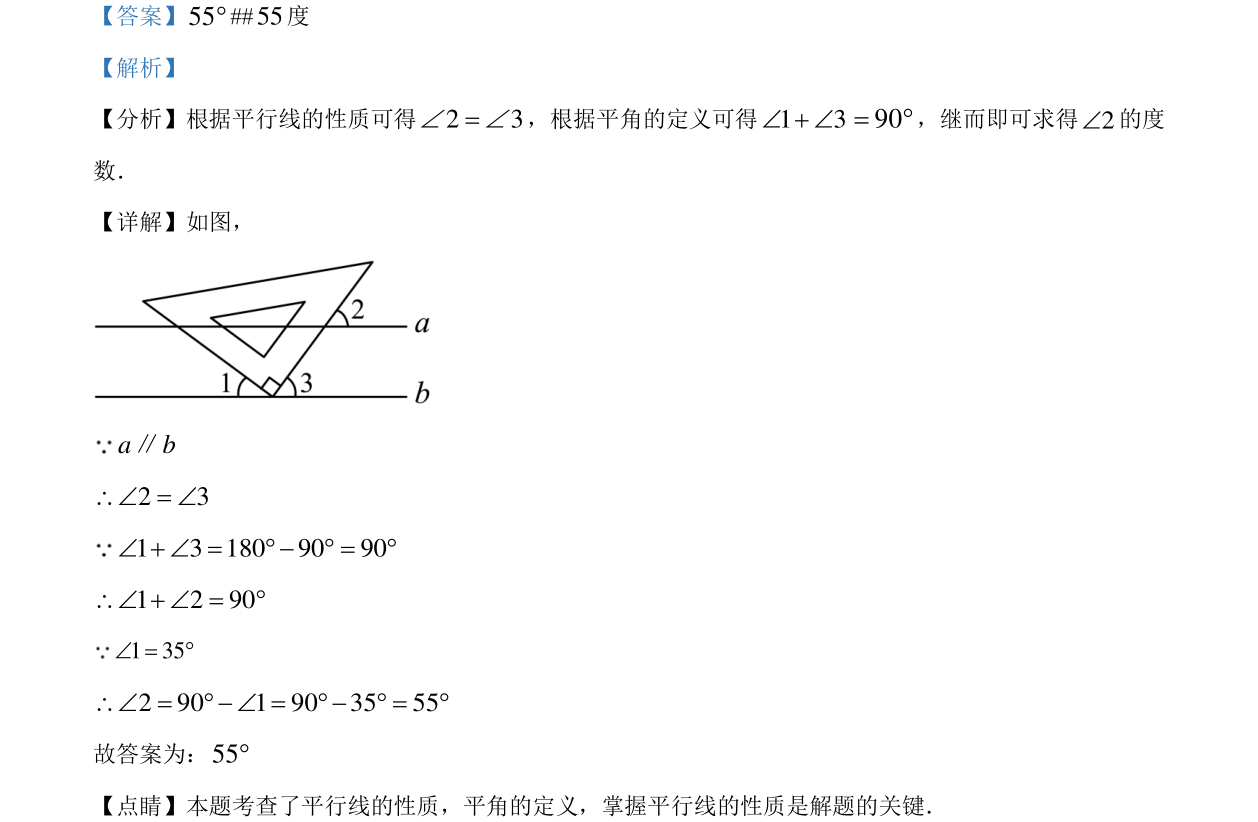 【答案】55°##55度
【解析】
【分析】根据平行线的性质可得∠2=∠3，根据平角的定义可得∠1+∠3=90°，继而即可求得∠2的度
数．
【详解】如图，
2
a
1
3
b
∵a∥b
∴∠2=∠3
∵∠1+∠3=180°−90°=90°
∴∠1+∠2=90°
∵∠1=35°
∴∠2=90°−∠1=90°−35°=55°
故答案为：55°
【点睛】本题考查了平行线的性质，平角的定义，掌握平行线的性质是解题的关键．